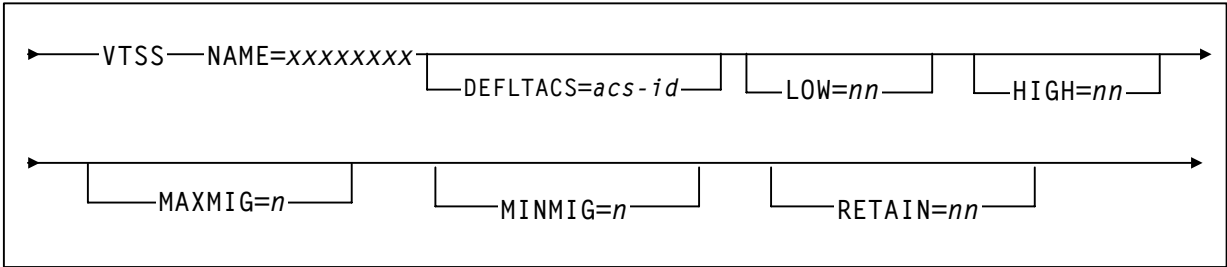 VTSS NAME=xxxxxxxx
DEFLTACS=acs-id LOW=nn HIGH=nn
MAXMIG=n MINMIG=n RETAIN=nn